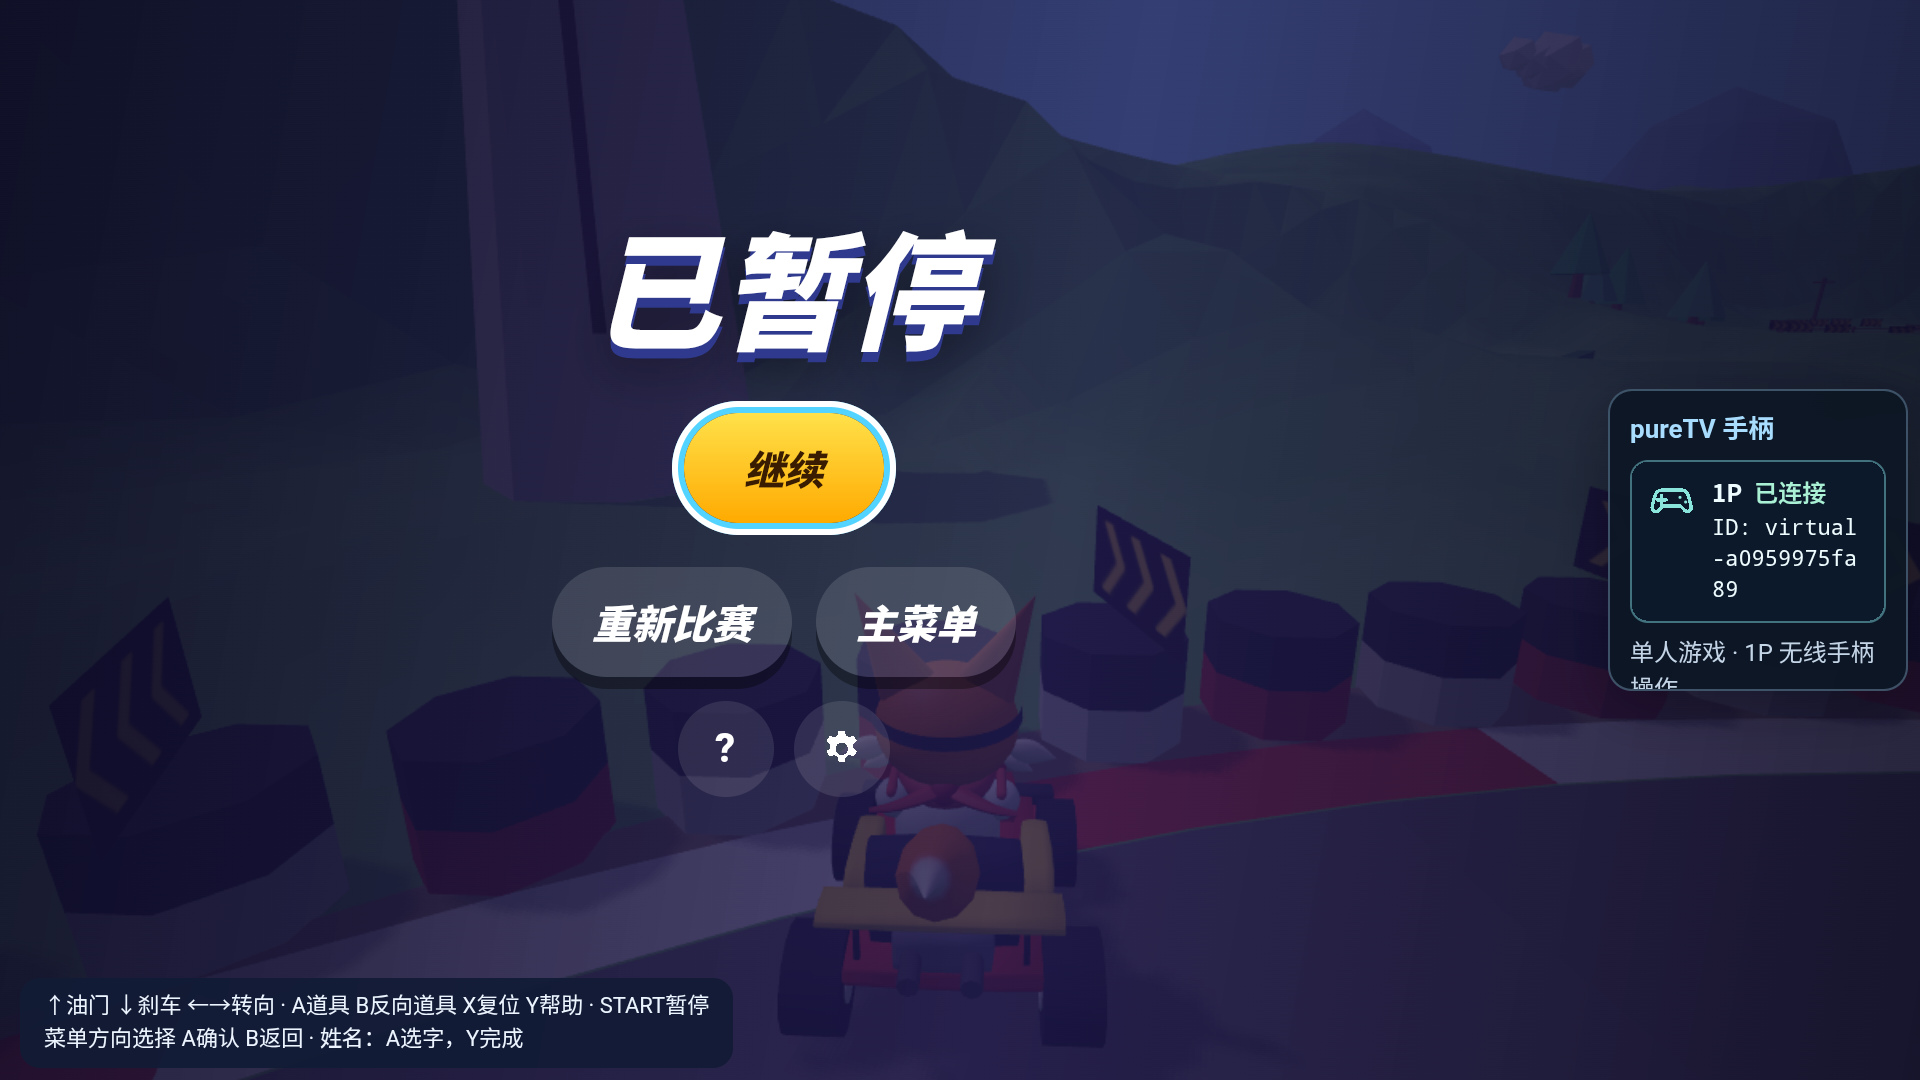 已暂停
继续
重新比赛
主菜单
?
pureTV 手柄
1P 已连接
ID: virtual
-a0959975fa
89
单人游戏 · 1P 无线手柄
操作
↑油门 ↓刹车 ←→转向 · A道具 B反向道具 X复位 Y帮助 · START暂停
菜单方向选择 A确认 B返回 · 姓名：A选字，Y完成